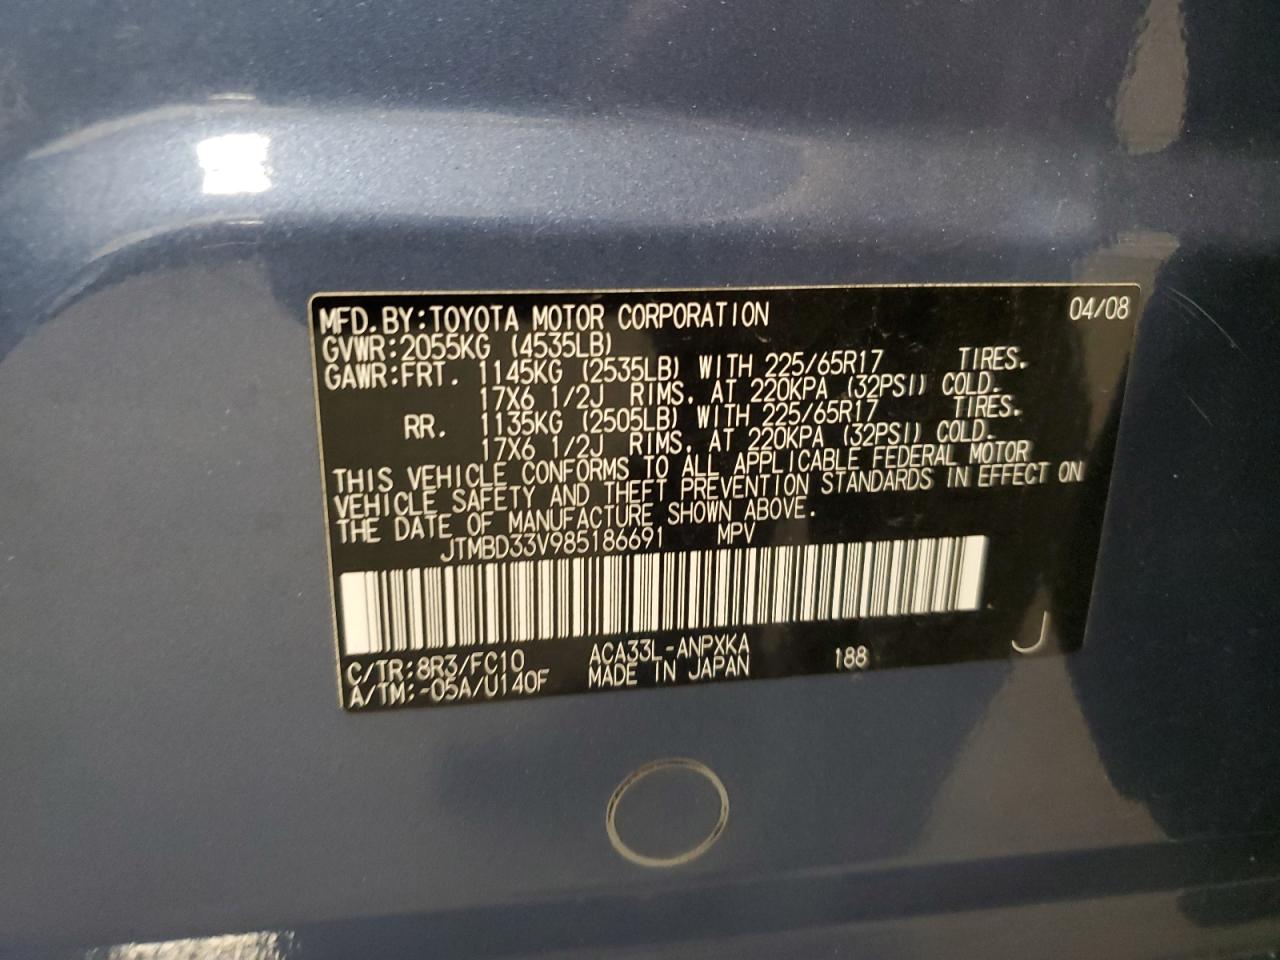 MFD.BY:TOYOTA MOTOR CORPORATION 04/08
GVWR:2055KG (4535LB)
GAWR:FRT. 1145KG (2535LB) WITH 225/65R17 TIRES.
17X6 1/2J RIMS. AT 220KPA (32PSI) COLD.
RR. 1135KG (2505LB) WITH 225/65R17 TIRES.
17X6 1/2J RIMS. AT 220KPA (32PSI) COLD.
THIS VEHICLE CONFORMS TO ALL APPLICABLE FEDERAL MOTOR
VEHICLE SAFETY AND THEFT PREVENTION STANDARDS IN EFFECT ON
THE DATE OF MANUFACTURE SHOWN ABOVE.
JTMBD33V985186691 MPV
C/TR:8R3/FC10 ACA33L-ANPXKA 188 J
A/TM:-05A/U140F MADE IN JAPAN